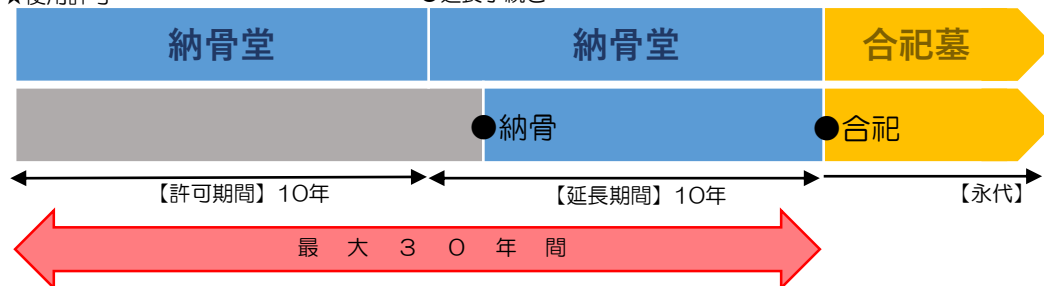 納骨堂 納骨堂 合祀墓
●納骨 ●合祀
【許可期間】10年 【延長期間】10年 【永代】
最大30年間